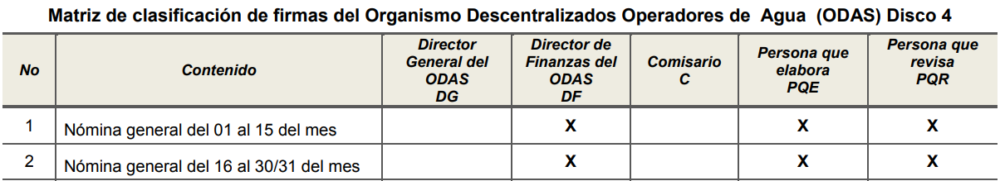 Matriz de clasificación de firmas del Organismo Descentralizados Operadores de Agua (ODAS) Disco 4
No
Contenido
Director
General del
ODAS
DG
Director de
Finanzas del
ODAS
DF
Comisario
C
Persona que
elabora
PQE
Persona que
revisa
PQR
1 Nómina general del 01 al 15 del mes X X X
2 Nómina general del 16 al 30/31 del mes X X X